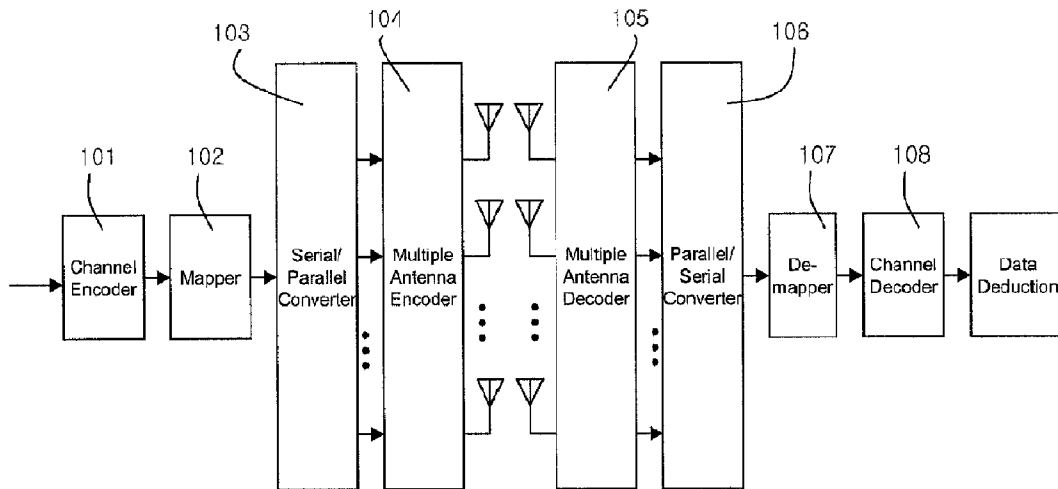 103
104
105
106
101
102
107
108
Channel
Encoder
Mapper
Serial/
Parallel
Converter
Multiple
Antenna
Encoder
Multiple
Antenna
Decoder
Parallel/
Serial
Converter
De-
mapper
Channel
Decoder
Data
Deduction